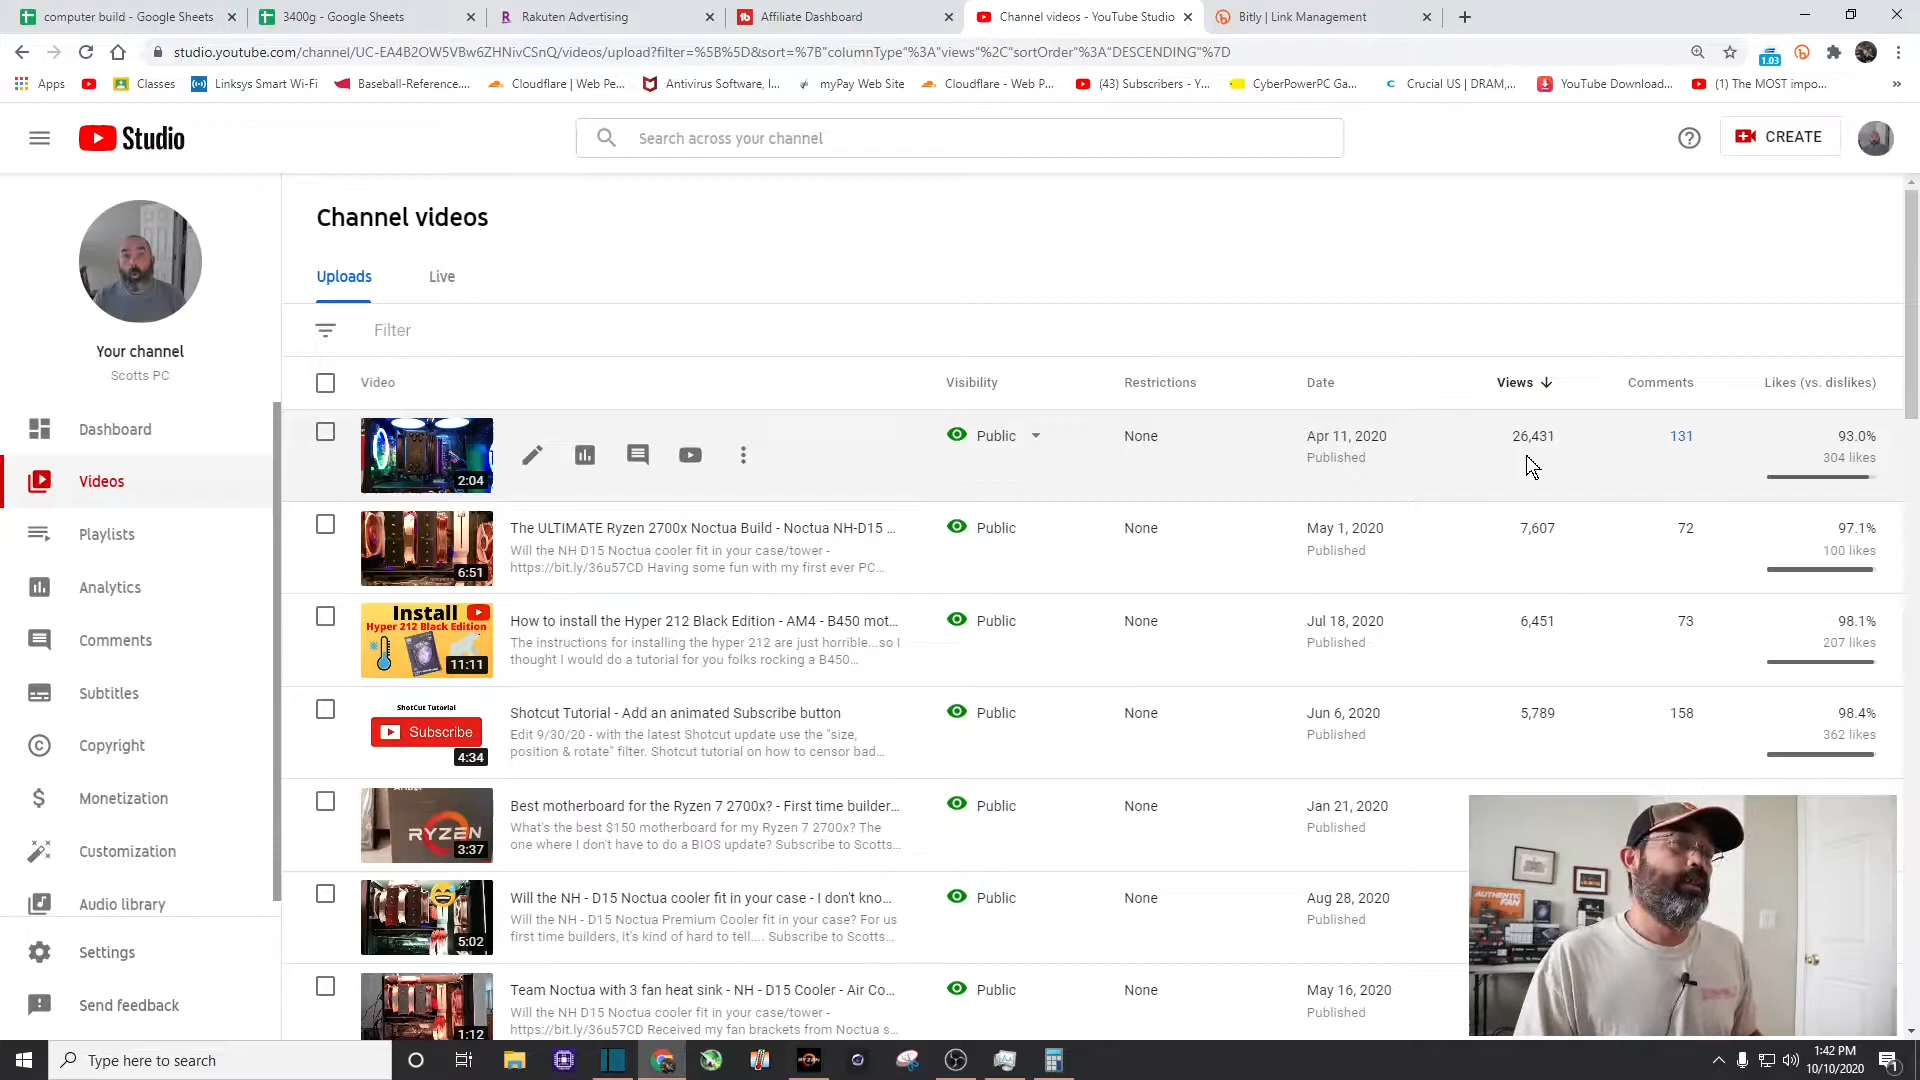 computer build - Google Sheets
3400g - Google Sheets
Rakuten Advertising
Affiliate Dashboard
Channel videos - YouTube Studio
Bitly | Link Management
studio.youtube.com/channel/UC-EA4B2OW5VBw6ZHNivCSnQ/videos/upload?filter=%5B%5D&sort=%7B"columnType"%3A"views"%2C"sortOrder"%3A"DESCENDING"%7D
1.03
Apps
Classes
Linksys Smart Wi-Fi
Baseball-Reference....
Cloudflare | Web Pe...
Antivirus Software, I...
myPay Web Site
Cloudflare - Web P...
(43) Subscribers - Y...
CyberPowerPC Ga...
Crucial US | DRAM,...
YouTube Download...
(1) The MOST impo...
Studio
Search across your channel
CREATE
Your channel
Scotts PC
Dashboard
Videos
Playlists
Analytics
Comments
Subtitles
Copyright
Monetization
Customization
Audio library
Settings
Send feedback
Channel videos
Uploads
Live
Filter
Video
Visibility
Restrictions
Date
Views
Comments
Likes (vs. dislikes)
2:04
Public
None
Apr 11, 2020
Published
26,431
131
93.0%
304 likes
6:51
The ULTIMATE Ryzen 2700x Noctua Build - Noctua NH-D15 ...
Will the NH D15 Noctua cooler fit in your case/tower -
https://bit.ly/36u57CD Having some fun with my first ever PC...
Public
None
May 1, 2020
Published
7,607
72
97.1%
100 likes
Install
Hyper 212 Black Edition
11:11
How to install the Hyper 212 Black Edition - AM4 - B450 mot...
The instructions for installing the hyper 212 are just horrible...so I
thought I would do a tutorial for you folks rocking a B450...
Public
None
Jul 18, 2020
Published
6,451
73
98.1%
207 likes
ShotCut Tutorial
Subscribe
4:34
Shotcut Tutorial - Add an animated Subscribe button
Edit 9/30/20 - with the latest Shotcut update use the "size,
position & rotate" filter. Shotcut tutorial on how to censor bad...
Public
None
Jun 6, 2020
Published
5,789
158
98.4%
362 likes
RYZEN
3:37
Best motherboard for the Ryzen 7 2700x? - First time builder...
What's the best $150 motherboard for my Ryzen 7 2700x? The
one where I don't have to do a BIOS update? Subscribe to Scotts...
Public
None
Jan 21, 2020
Published
5:02
Will the NH - D15 Noctua cooler fit in your case - I don't kno...
Will the NH - D15 Noctua Premium Cooler fit in your case? For us
first time builders, it's kind of hard to tell.... Subscribe to Scotts...
Public
None
Aug 28, 2020
Published
1:12
Team Noctua with 3 fan heat sink - NH - D15 Cooler - Air Co...
Will the NH D15 Noctua cooler fit in your case/tower -
https://bit.ly/36u57CD Received my fan brackets from Noctua s...
Public
None
May 16, 2020
Published
AUTHENTIC
FAN
Type here to search
RYZEN
1:42 PM
10/10/2020
1